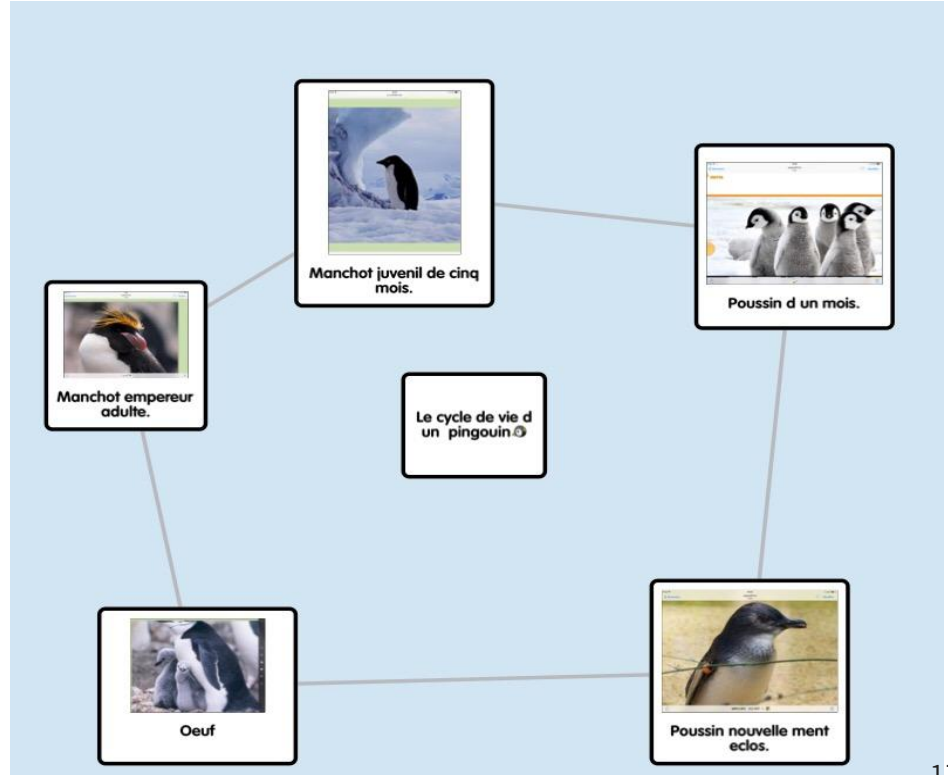 Manchot juvenil de cinq
mois.
Poussin d un mois.
Manchot empereur
adulte.
Le cycle de vie d
un pingouin
Oeuf
Poussin nouvelle ment
eclos.